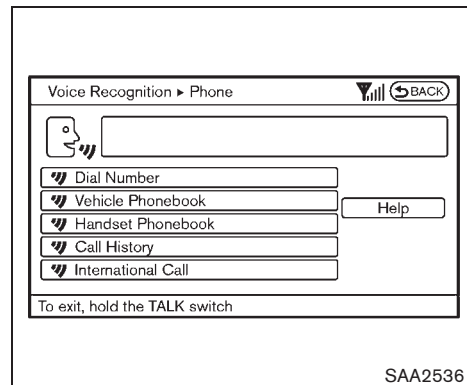 Voice Recognition ▸ Phone
BACK
Dial Number
Vehicle Phonebook
Help
Handset Phonebook
Call History
International Call
To exit, hold the TALK switch
SAA2536